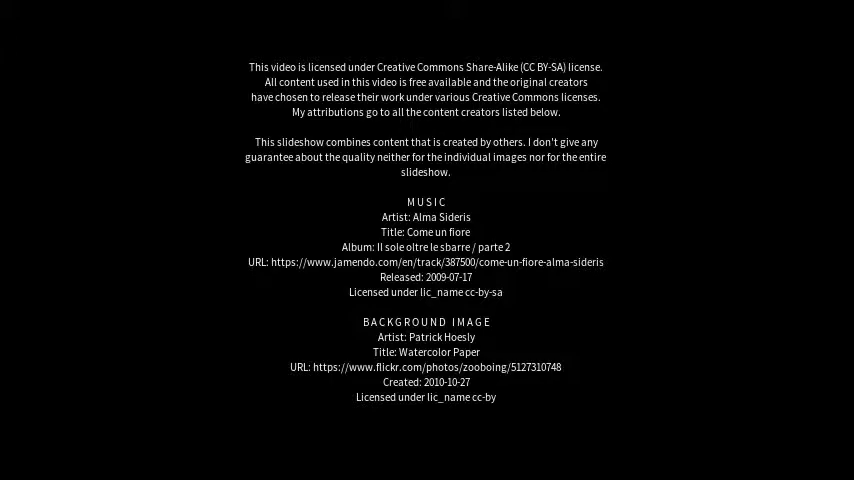 This video is licensed under Creative Commons Share-Alike (CC BY-SA) license.
All content used in this video is free available and the original creators
have chosen to release their work under various Creative Commons licenses.
My attributions go to all the content creators listed below.
This slideshow combines content that is created by others. I don't give any
guarantee about the quality neither for the individual images nor for the entire
slideshow.
MUSIC
Artist: Alma Sideris
Title: Come un fiore
Album: Il sole oltre le sbarre / parte 2
URL: https://www.jamendo.com/en/track/387500/come-un-fiore-alma-sideris
Released: 2009-07-17
Licensed under lic_name cc-by-sa
BACKGROUND IMAGE
Artist: Patrick Hoesly
Title: Watercolor Paper
URL: https://www.flickr.com/photos/zooboing/5127310748
Created: 2010-10-27
Licensed under lic_name cc-by